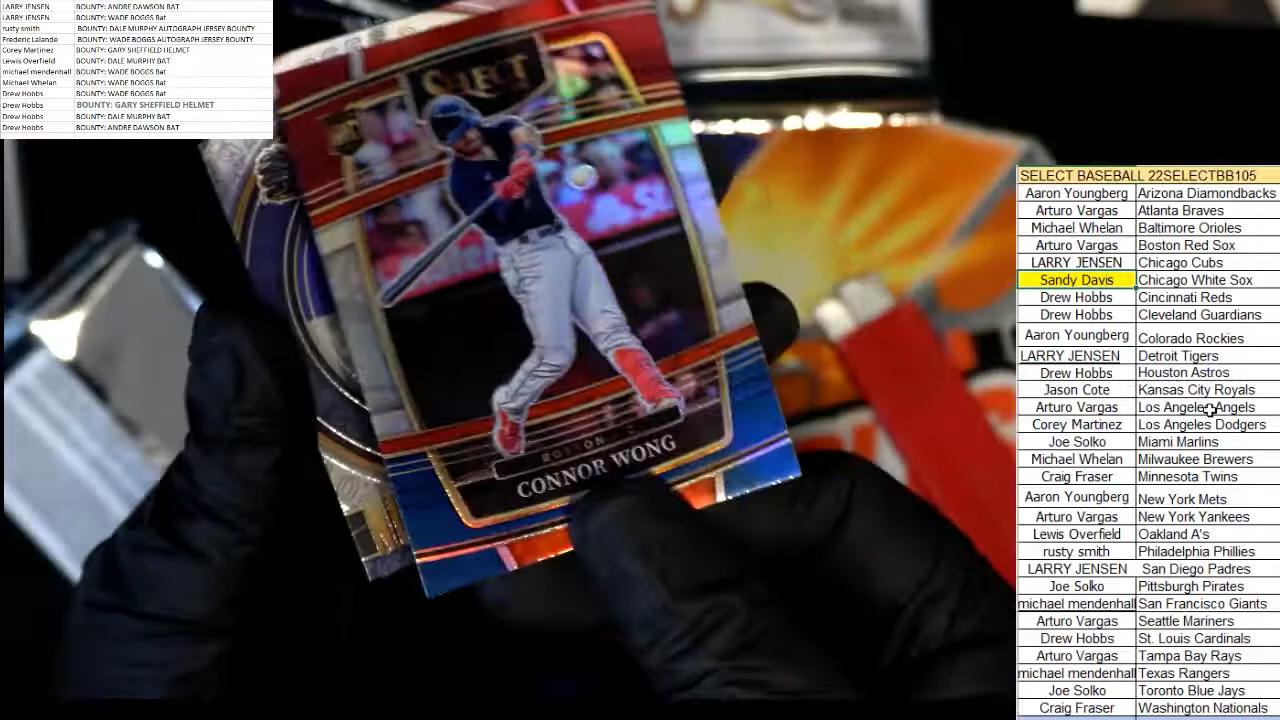 LARRY JENSEN BOUNTY: ANDRE DAWSON BAT
LARRY JENSEN BOUNTY: WADE BOGGS BAT
rusty smith BOUNTY: DALE MURPHY AUTOGRAPH JERSEY BOUNTY
Frederic Lalande BOUNTY: WADE BOGGS AUTOGRAPH JERSEY BOUNTY
Corey Martinez BOUNTY: GARY SHEFFIELD HELMET
Lewis Overfield BOUNTY: DALE MURPHY BAT
michael mendenhall BOUNTY: WADE BOGGS Bat
Michael Whelan BOUNTY: WADE BOGGS Bat
Drew Hobbs BOUNTY: WADE BOGGS Bat
Drew Hobbs BOUNTY: GARY SHEFFIELD HELMET
Drew Hobbs BOUNTY: DALE MURPHY BAT
Drew Hobbs BOUNTY: ANDRE DAWSON BAT
SELECT
BOSTON
CONNOR WONG
SELECT BASEBALL 22SELECTBB105
Aaron Youngberg Arizona Diamondbacks
Arturo Vargas Atlanta Braves
Michael Whelan Baltimore Orioles
Arturo Vargas Boston Red Sox
LARRY JENSEN Chicago Cubs
Sandy Davis Chicago White Sox
Drew Hobbs Cincinnati Reds
Drew Hobbs Cleveland Guardians
Aaron Youngberg Colorado Rockies
LARRY JENSEN Detroit Tigers
Drew Hobbs Houston Astros
Jason Cote Kansas City Royals
Arturo Vargas Los Angeles Angels
Corey Martinez Los Angeles Dodgers
Joe Solko Miami Marlins
Michael Whelan Milwaukee Brewers
Craig Fraser Minnesota Twins
Aaron Youngberg New York Mets
Arturo Vargas New York Yankees
Lewis Overfield Oakland A's
rusty smith Philadelphia Phillies
LARRY JENSEN San Diego Padres
Joe Solko Pittsburgh Pirates
michael mendenhall San Francisco Giants
Arturo Vargas Seattle Mariners
Drew Hobbs St. Louis Cardinals
Arturo Vargas Tampa Bay Rays
michael mendenhall Texas Rangers
Joe Solko Toronto Blue Jays
Craig Fraser Washington Nationals